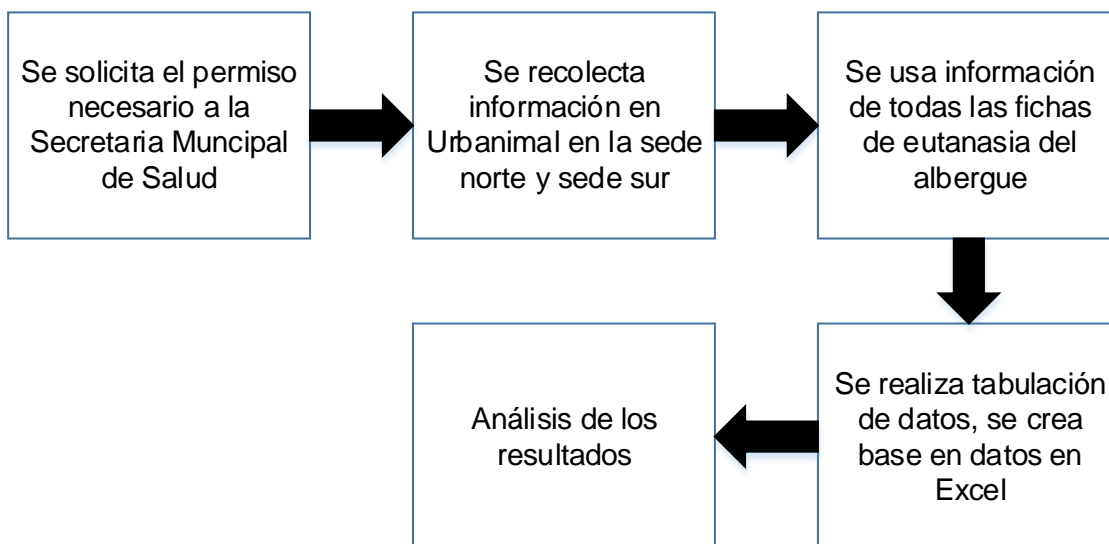 Se solicita el permiso
necesario a la
Secretaria Muncipal
de Salud
Se recolecta
información en
Urbanimal en la sede
norte y sede sur
Se usa información
de todas las fichas
de eutanasia del
albergue
Se realiza tabulación
de datos, se crea
base en datos en
Excel
Análisis de los
resultados